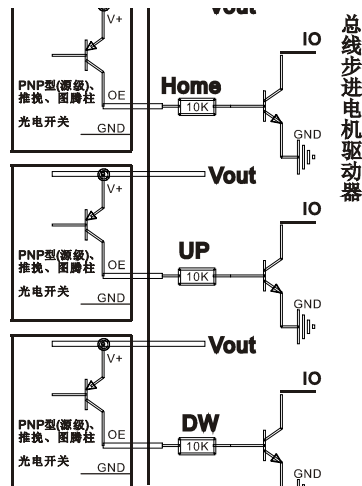 Vout
V+
IO
Home
PNP型(源级)、
推挽、图腾柱
OE
10K
光电开关
GND
GND
Vout
V+
IO
UP
PNP型(源级)、
推挽、图腾柱
OE
10K
光电开关
GND
GND
Vout
V+
IO
DW
PNP型(源级)、
推挽、图腾柱
OE
10K
光电开关
GND
GND
总线步进电机驱动器